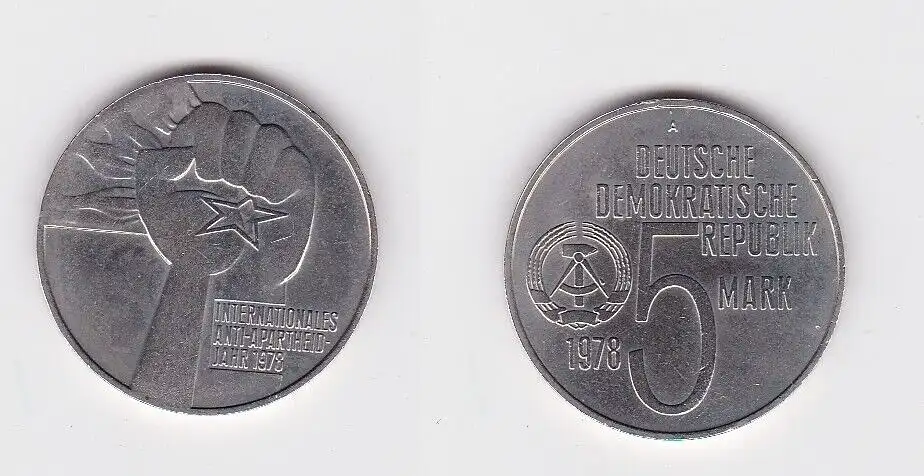 INTERNATIONALES
ANTI-APARTHEID-
JAHR 1978
A
DEUTSCHE
DEMOKRATISCHE
REPUBLIK
5 MARK
1978